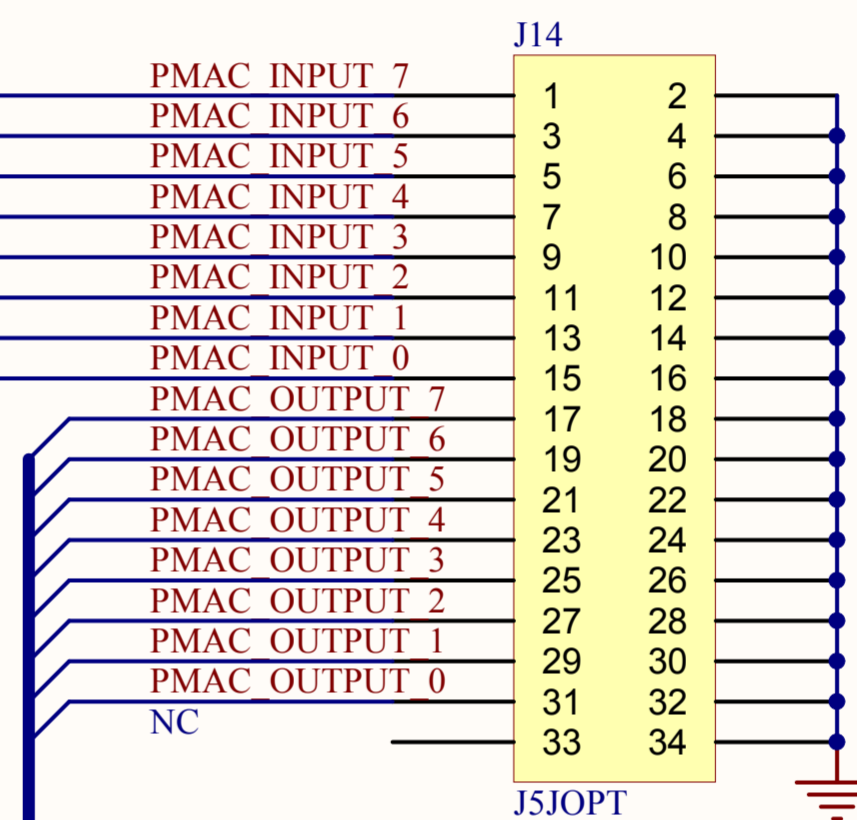 J14
PMAC_INPUT_7 1 2
PMAC_INPUT_6 3 4
PMAC_INPUT_5 5 6
PMAC_INPUT_4 7 8
PMAC_INPUT_3 9 10
PMAC_INPUT_2 11 12
PMAC_INPUT_1 13 14
PMAC_INPUT_0 15 16
PMAC_OUTPUT_7 17 18
PMAC_OUTPUT_6 19 20
PMAC_OUTPUT_5 21 22
PMAC_OUTPUT_4 23 24
PMAC_OUTPUT_3 25 26
PMAC_OUTPUT_2 27 28
PMAC_OUTPUT_1 29 30
PMAC_OUTPUT_0 31 32
NC 33 34
J5JOPT